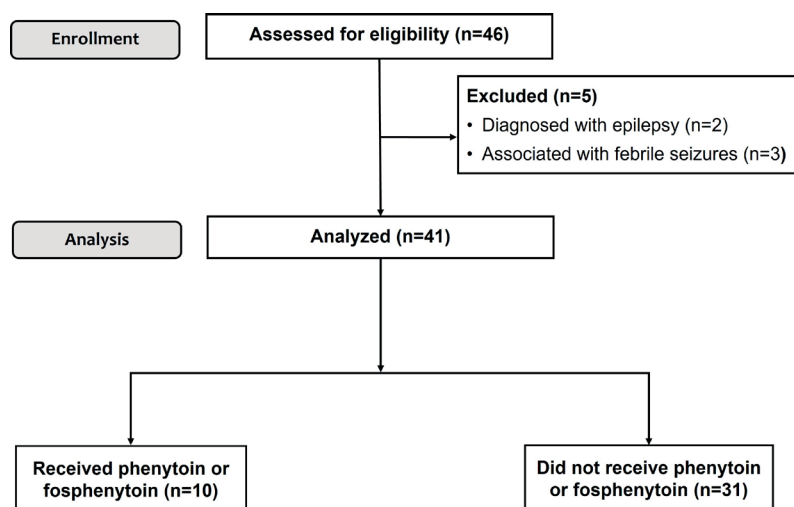 Enrollment
Assessed for eligibility (n=46)
Excluded (n=5)
• Diagnosed with epilepsy (n=2)
• Associated with febrile seizures (n=3)
Analysis
Analyzed (n=41)
Received phenytoin or
fosphenytoin (n=10)
Did not receive phenytoin
or fosphenytoin (n=31)